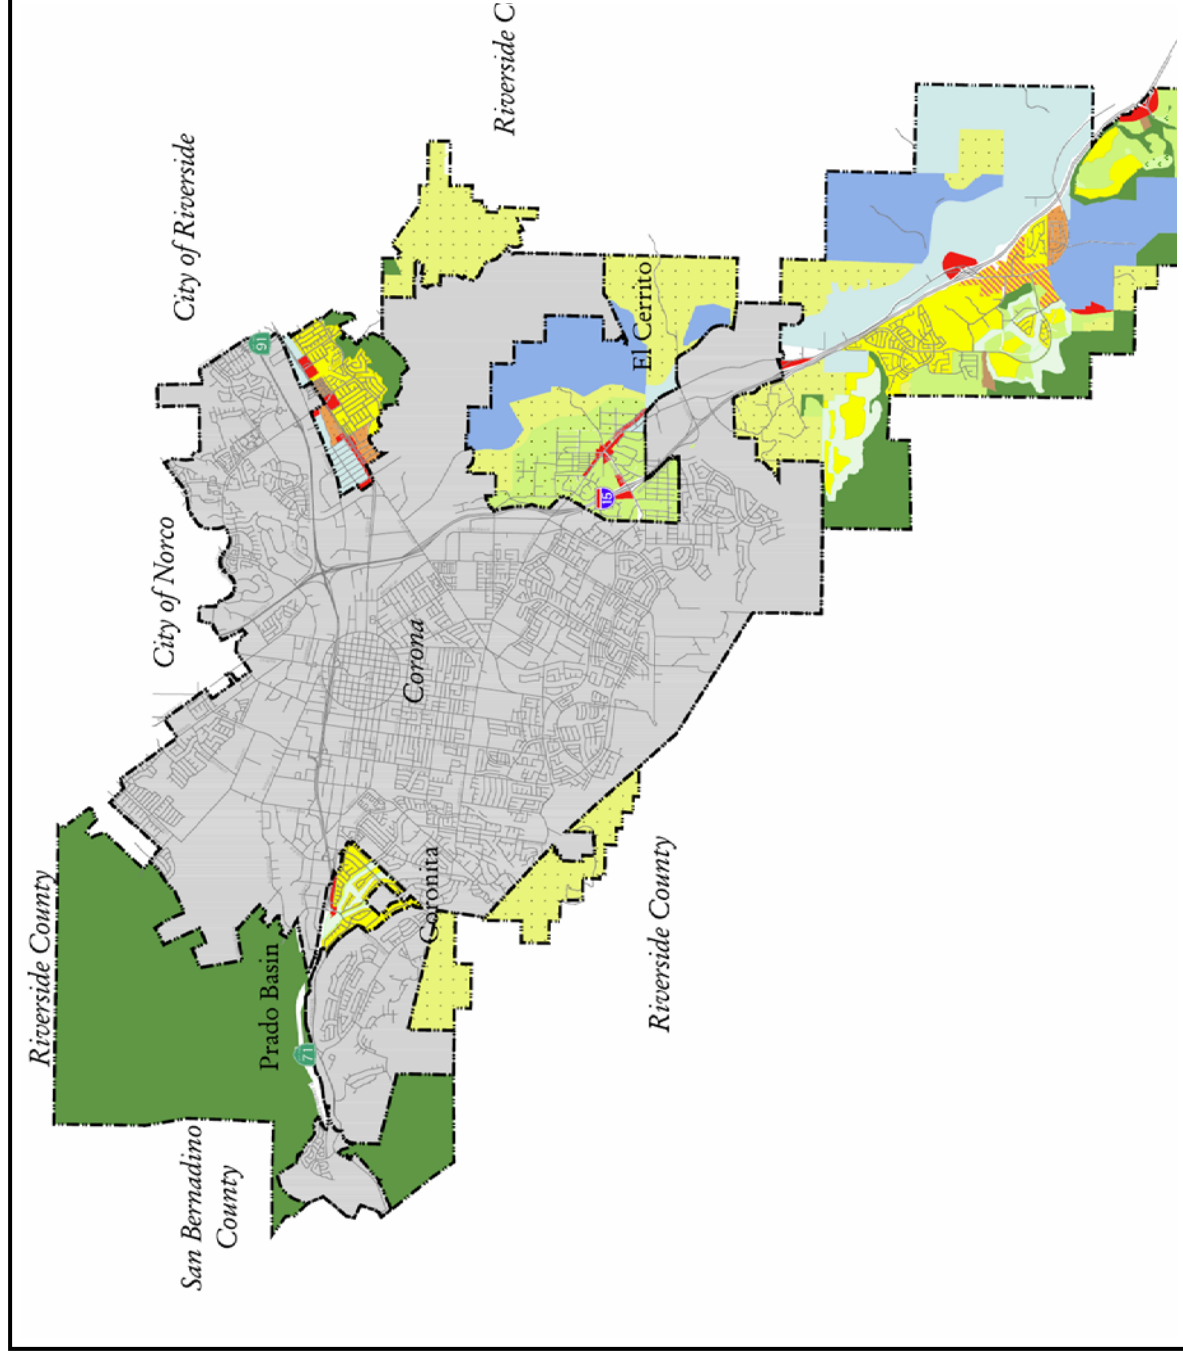 Riverside C
City of Riverside
91
El Cerrito
15
City of Norco
Corona
Coronita
Riverside County
Riverside County
Prado Basin
71
San Bernadino
County